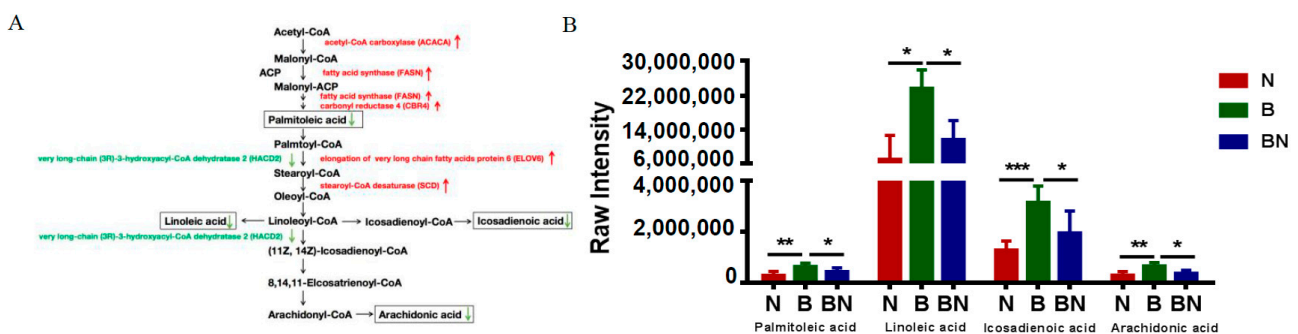 A
Acetyl-CoA
acetyl-CoA carboxylase (ACACA)
Malonyl-CoA
ACP
fatty acid synthase (FASN)
Malonyl-ACP
fatty acid synthase (FASN)
carbonyl reductase 4 (CBR4)
Palmitoleic acid
Palmtoyl-CoA
very long-chain (3R)-3-hydroxyacyl-CoA dehydratase 2 (HACD2)
elongation of very long chain fatty acids protein 6 (ELOV6)
Stearoyl-CoA
stearoyl-CoA desaturase (SCD)
Oleoyl-CoA
Linoleic acid
Linoleoyl-CoA
Icosadienoyl-CoA
Icosadienoic acid
very long-chain (3R)-3-hydroxyacyl-CoA dehydratase 2 (HACD2)
(11Z, 14Z)-Icosadienoyl-CoA
8,14,11-Elcosatrienoyl-CoA
Arachidonyl-CoA
Arachidonic acid
B
Raw Intensity
30,000,000
22,000,000
14,000,000
6,000,000
4,000,000
2,000,000
0
** *
* *
*** *
** *
N B BN N B BN N B BN N B BN
Palmitoleic acid Linoleic acid Icosadienoic acid Arachidonic acid
N
B
BN